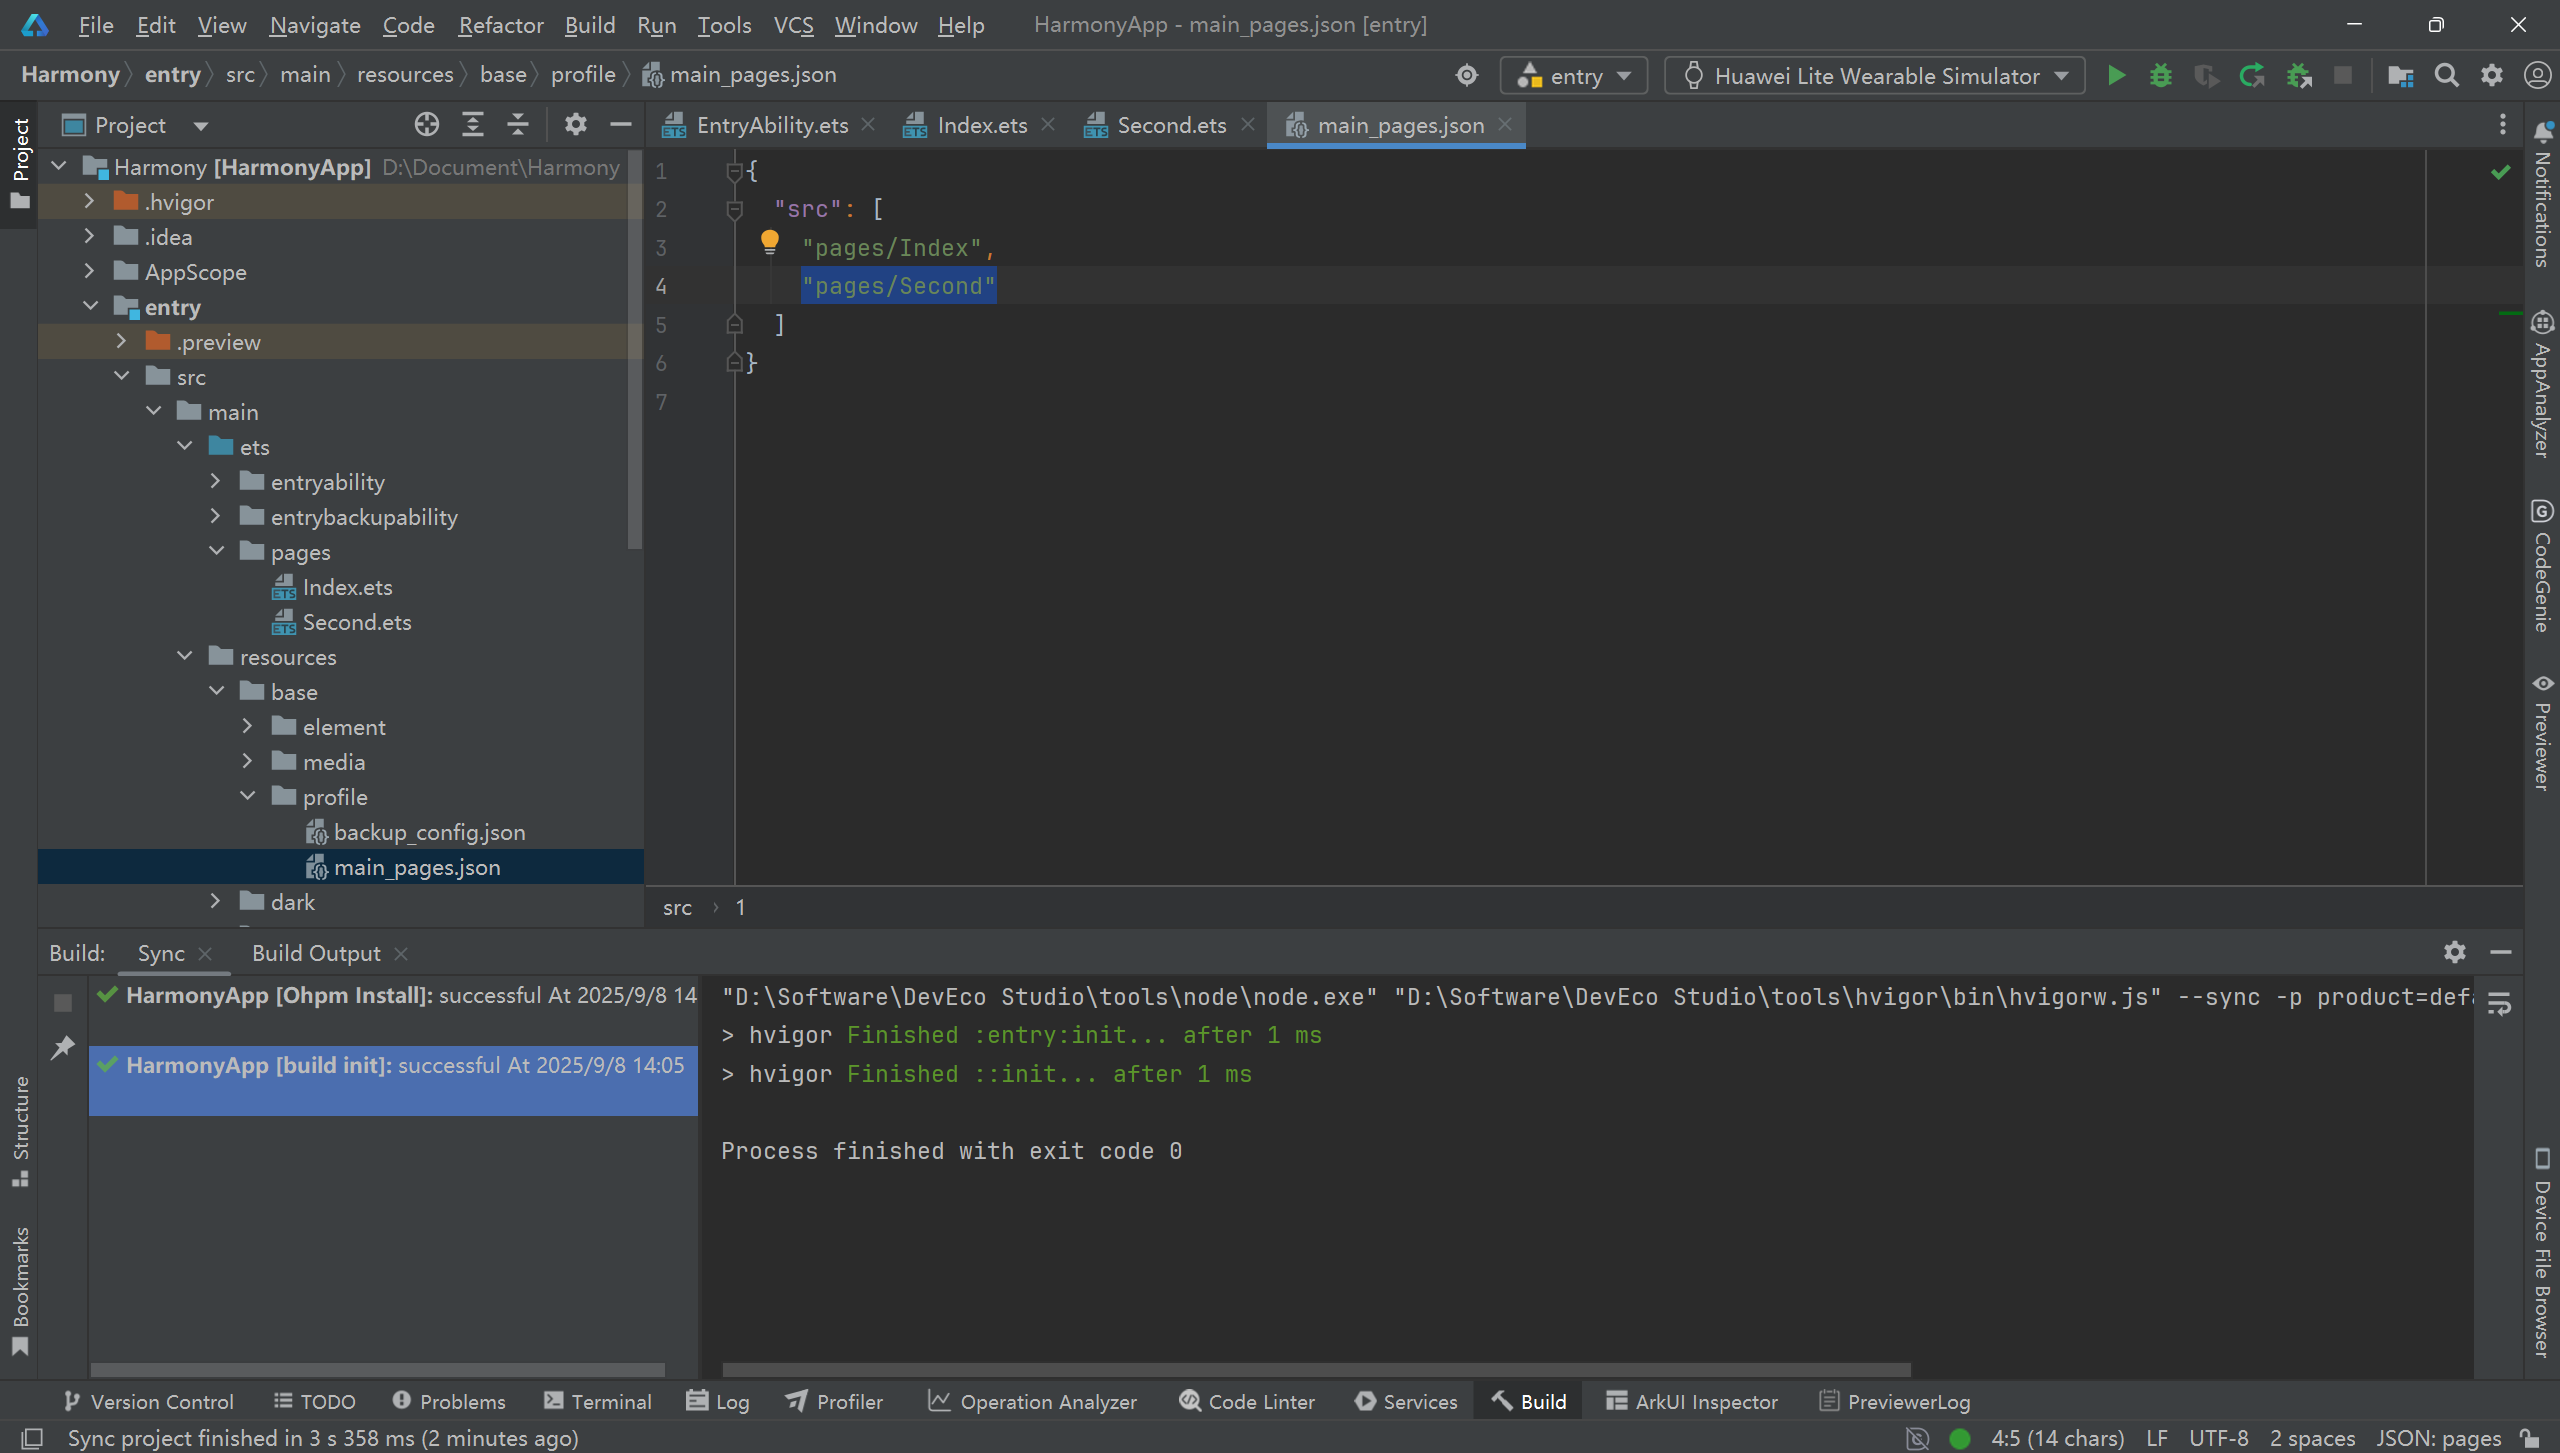 File Edit View Navigate Code Refactor Build Run Tools VCS Window Help HarmonyApp - main_pages.json [entry]
Harmony entry src main resources base profile main_pages.json entry Huawei Lite Wearable Simulator
Project
Project
EntryAbility.ets Index.ets Second.ets main_pages.json
Harmony [HarmonyApp] D:\Document\Harmony
.hvigor
.idea
AppScope
entry
.preview
src
main
ets
entryability
entrybackupability
pages
Index.ets
Second.ets
resources
base
element
media
profile
backup_config.json
main_pages.json
dark
1 {
2 "src": [
3 "pages/Index",
4 "pages/Second"
5 ]
6 }
7
src › 1
Notifications
AppAnalyzer
CodeGenie
Previewer
Device File Browser
Structure
Bookmarks
Build: Sync Build Output
HarmonyApp [Ohpm Install]: successful At 2025/9/8 14
HarmonyApp [build init]: successful At 2025/9/8 14:05
"D:\Software\DevEco Studio\tools\node\node.exe" "D:\Software\DevEco Studio\tools\hvigor\bin\hvigorw.js" --sync -p product=def
> hvigor Finished :entry:init... after 1 ms
> hvigor Finished ::init... after 1 ms
Process finished with exit code 0
Version Control TODO Problems Terminal Log Profiler Operation Analyzer Code Linter Services Build ArkUI Inspector PreviewerLog
Sync project finished in 3 s 358 ms (2 minutes ago) 4:5 (14 chars) LF UTF-8 2 spaces JSON: pages